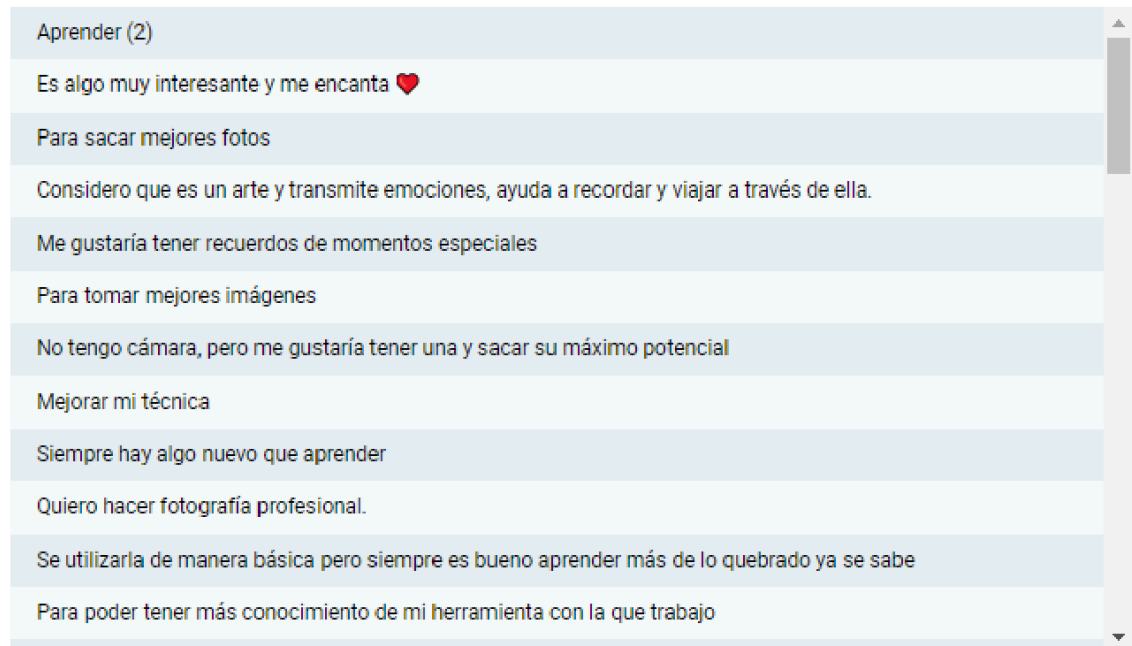 Aprender (2)
Es algo muy interesante y me encanta ❤️
Para sacar mejores fotos
Considero que es un arte y transmite emociones, ayuda a recordar y viajar a través de ella.
Me gustaría tener recuerdos de momentos especiales
Para tomar mejores imágenes
No tengo cámara, pero me gustaría tener una y sacar su máximo potencial
Mejorar mi técnica
Siempre hay algo nuevo que aprender
Quiero hacer fotografía profesional.
Se utilizarla de manera básica pero siempre es bueno aprender más de lo quebrado ya se sabe
Para poder tener más conocimiento de mi herramienta con la que trabajo